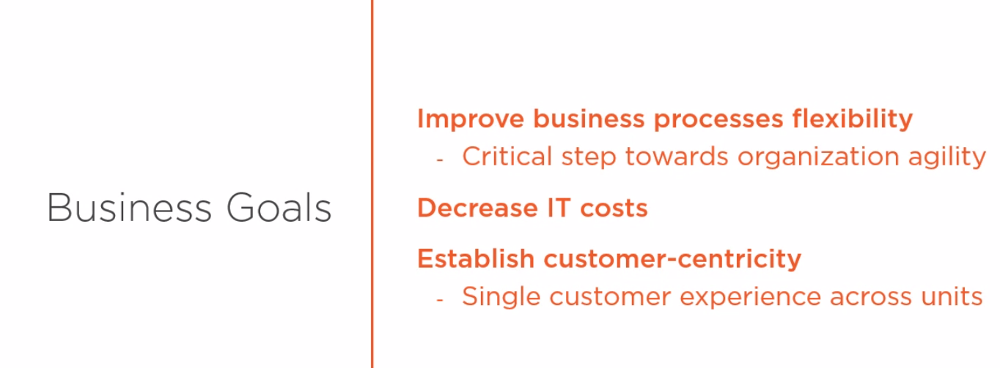 Business Goals
Improve business processes flexibility
- Critical step towards organization agility
Decrease IT costs
Establish customer-centricity
- Single customer experience across units